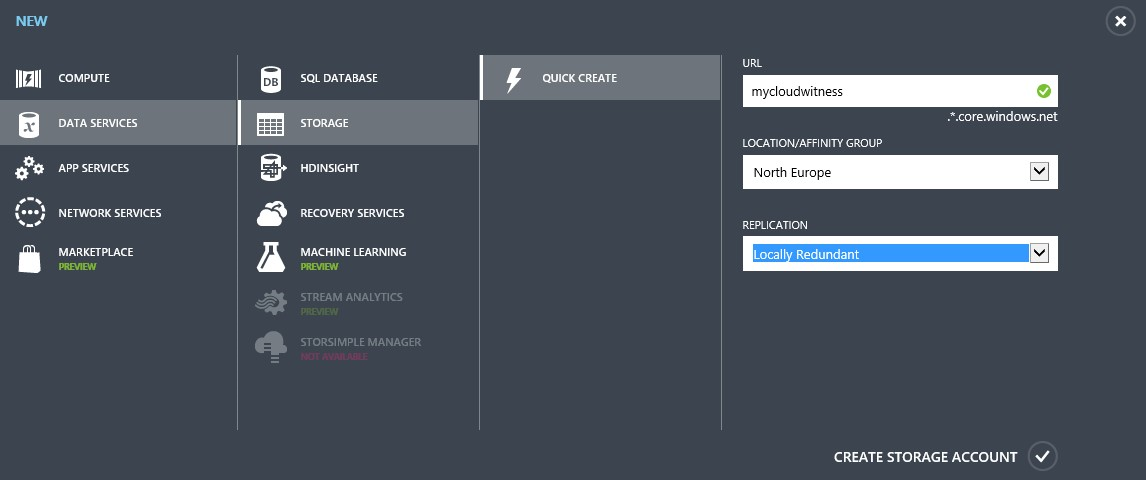 NEW
COMPUTE
DATA SERVICES
APP SERVICES
NETWORK SERVICES
MARKETPLACE
PREVIEW
DB
SQL DATABASE
STORAGE
HDINSIGHT
RECOVERY SERVICES
MACHINE LEARNING
PREVIEW
STREAM ANALYTICS
PREVIEW
STORSIMPLE MANAGER
NOT AVAILABLE
QUICK CREATE
URL
mycloudwitness
.*.core.windows.net
LOCATION/AFFINITY GROUP
North Europe
REPLICATION
Locally Redundant
CREATE STORAGE ACCOUNT